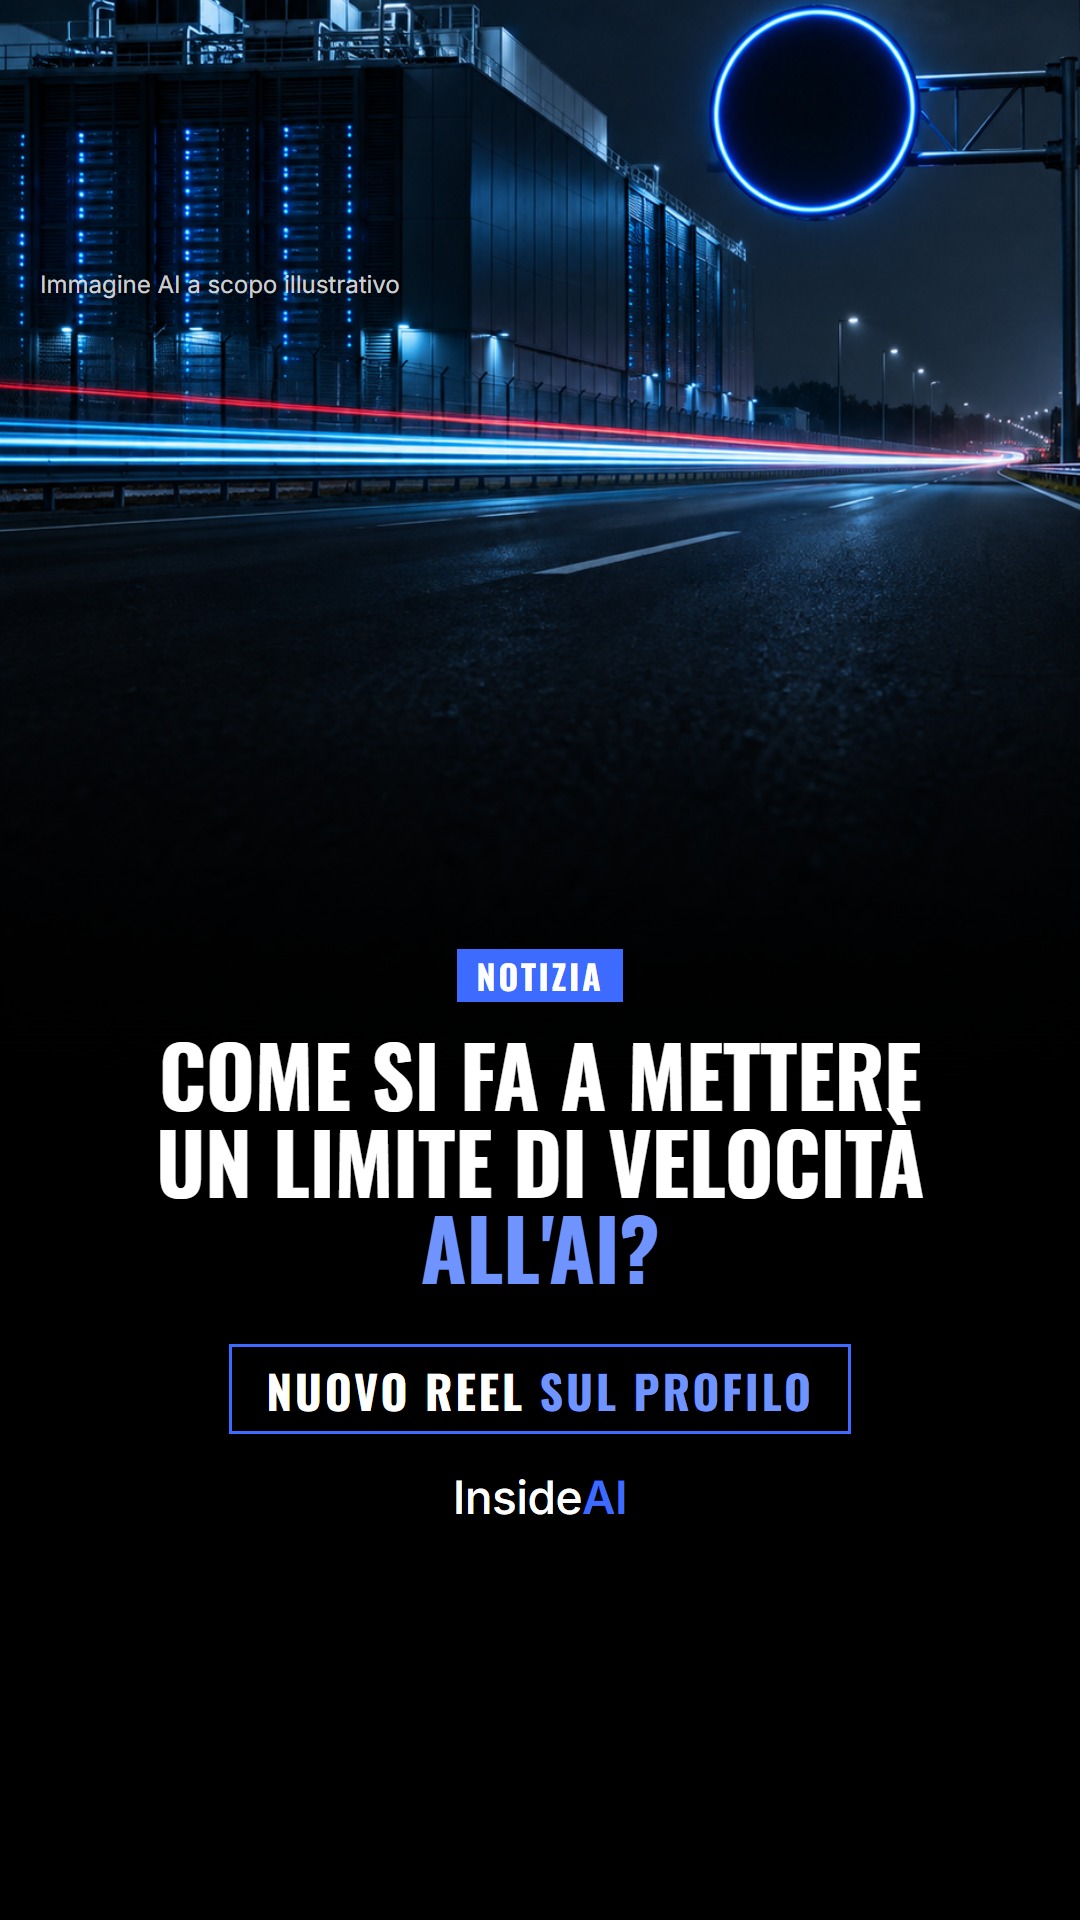 Immagine AI a scopo illustrativo
NOTIZIA
COME SI FA A METTERE
UN LIMITE DI VELOCITÀ
ALL'AI?
NUOVO REEL SUL PROFILO
InsideAI